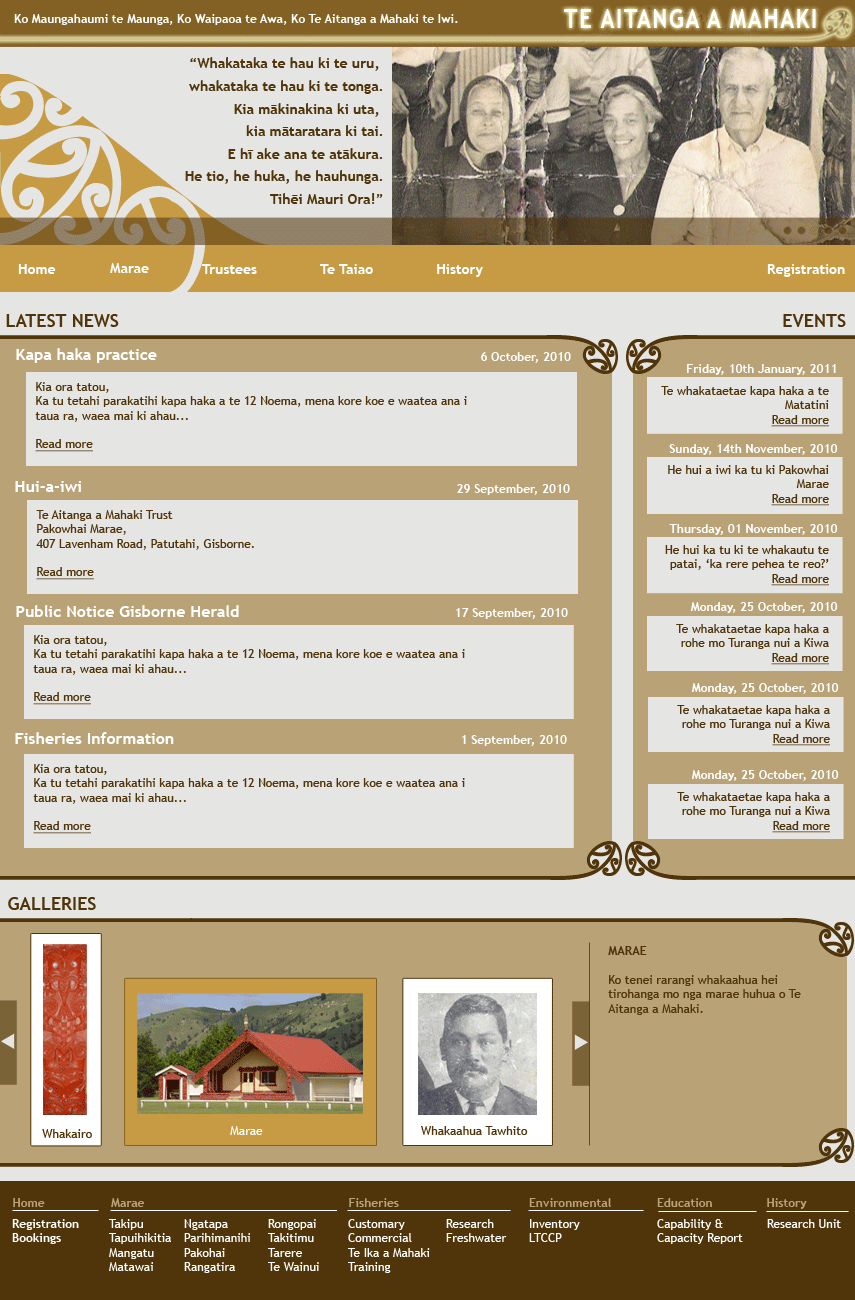 Ko Maungahaumi te Maunga, Ko Waipaoa te Awa, Ko Te Aitanga a Mahaki te Iwi.
TE AITANGA A MAHAKI
“Whakataka te hau ki te uru,
whakataka te hau ki te tonga.
Kia mākinakina ki uta,
kia mātaratara ki tai.
E hī ake ana te atākura.
He tio, he huka, he hauhunga.
Tihēi Mauri Ora!”
Home
Marae
Trustees
Te Taiao
History
Registration
LATEST NEWS
Kapa haka practice
6 October, 2010
Kia ora tatou,
Ka tu tetahi parakatihi kapa haka a te 12 Noema, mena kore koe e waatea ana i
taua ra, waea mai ki ahau...
Read more
Hui-a-iwi
29 September, 2010
Te Aitanga a Mahaki Trust
Pakowhai Marae,
407 Lavenham Road, Patutahi, Gisborne.
Read more
Public Notice Gisborne Herald
17 September, 2010
Kia ora tatou,
Ka tu tetahi parakatihi kapa haka a te 12 Noema, mena kore koe e waatea ana i
taua ra, waea mai ki ahau...
Read more
Fisheries Information
1 September, 2010
Kia ora tatou,
Ka tu tetahi parakatihi kapa haka a te 12 Noema, mena kore koe e waatea ana i
taua ra, waea mai ki ahau...
Read more
EVENTS
Friday, 10th January, 2011
Te whakataetae kapa haka a te
Matatini
Read more
Sunday, 14th November, 2010
He hui a iwi ka tu ki Pakowhai
Marae
Read more
Thursday, 01 November, 2010
He hui ka tu ki te whakautu te
patai, ‘ka rere pehea te reo?’
Read more
Monday, 25 October, 2010
Te whakataetae kapa haka a
rohe mo Turanga nui a Kiwa
Read more
Monday, 25 October, 2010
Te whakataetae kapa haka a
rohe mo Turanga nui a Kiwa
Read more
Monday, 25 October, 2010
Te whakataetae kapa haka a
rohe mo Turanga nui a Kiwa
Read more
GALLERIES
Whakairo
Marae
Whakaahua Tawhito
MARAE
Ko tenei rarangi whakaahua hei
tirohanga mo nga marae huhua o Te
Aitanga a Mahaki.
Home
Registration
Bookings
Marae
Takipu
Tapuihikitia
Mangatu
Matawai
Ngatapa
Parihimanihi
Pakohai
Rangatira
Rongopai
Takitimu
Tarere
Te Wainui
Fisheries
Customary
Commercial
Te Ika a Mahaki
Training
Research
Freshwater
Environmental
Inventory
LTCCP
Education
Capability &
Capacity Report
History
Research Unit